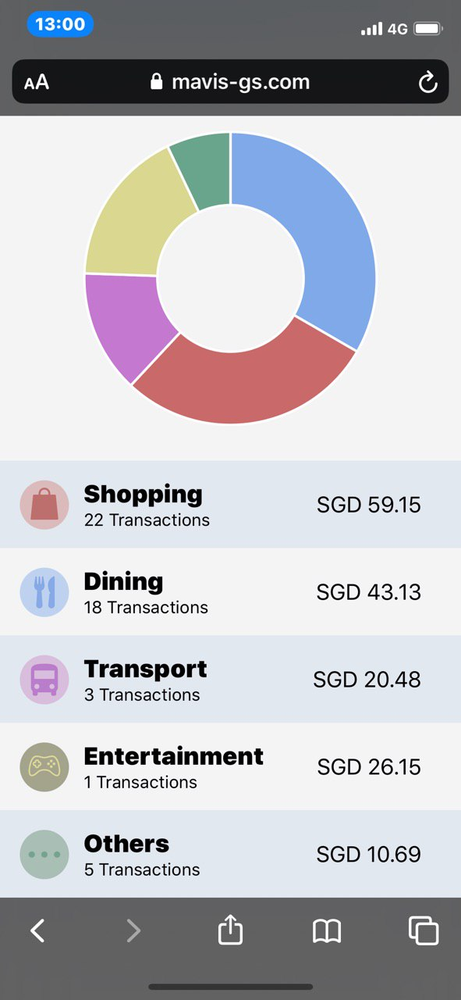 13:00
4G
AA
mavis-gs.com
Shopping
22 Transactions
SGD 59.15
Dining
18 Transactions
SGD 43.13
Transport
3 Transactions
SGD 20.48
Entertainment
1 Transactions
SGD 26.15
Others
5 Transactions
SGD 10.69